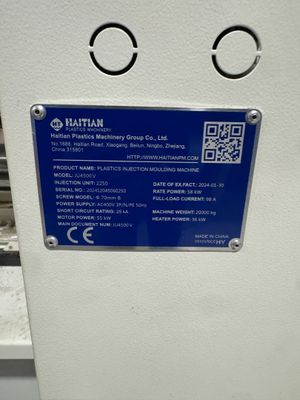 HT HAITIAN
PLASTICS MACHINERY
Haitian Plastics Machinery Group Co., Ltd.
No.1688, Haitian Road, Xiaogang, Beilun, Ningbo, Zhejiang,
China 315801
HTTP://WWW.HAITIANPM.COM
PRODUCT NAME: PLASTICS INJECTION MOULDING MACHINE
MODEL: JU4500V
INJECTION UNIT: 2250
DATE OF EX.FACT: 2024-01-30
RATE POWER: 58 kW
SCREW MODEL: Φ 70mm B
FULL-LOAD CURRENT: 98 A
POWER SUPPLY: AC400V 3P/N/PE 50Hz
SHORT CIRCUIT RATING: 25 kA
MACHINE WEIGHT: 20000 kg
MOTOR POWER: 55 kW
HEATER POWER: 36 kW
MAIN DOCUMENT NUM: JU4500V
MADE IN CHINA
HY